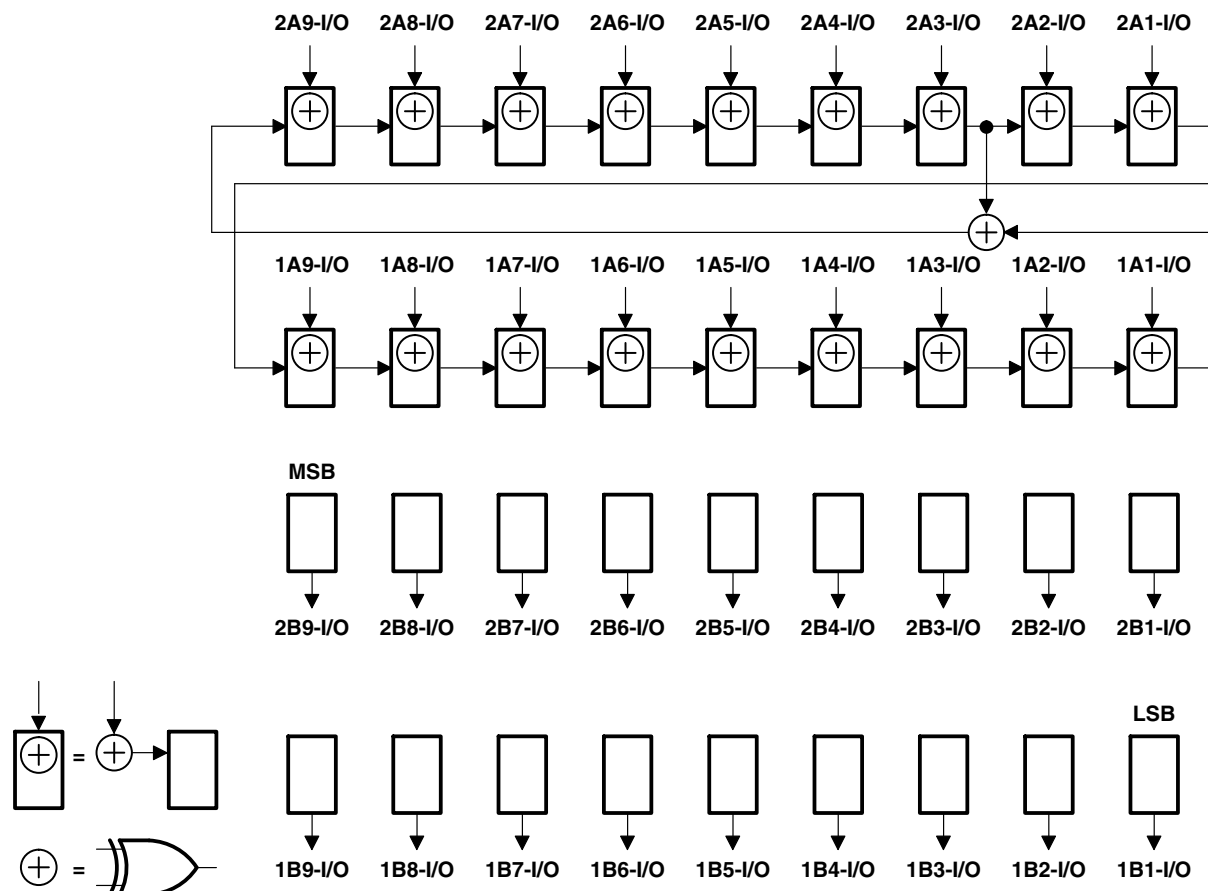 2A9-I/O 2A8-I/O 2A7-I/O 2A6-I/O 2A5-I/O 2A4-I/O 2A3-I/O 2A2-I/O 2A1-I/O
1A9-I/O 1A8-I/O 1A7-I/O 1A6-I/O 1A5-I/O 1A4-I/O 1A3-I/O 1A2-I/O 1A1-I/O
MSB
2B9-I/O 2B8-I/O 2B7-I/O 2B6-I/O 2B5-I/O 2B4-I/O 2B3-I/O 2B2-I/O 2B1-I/O
LSB
=
=
1B9-I/O 1B8-I/O 1B7-I/O 1B6-I/O 1B5-I/O 1B4-I/O 1B3-I/O 1B2-I/O 1B1-I/O